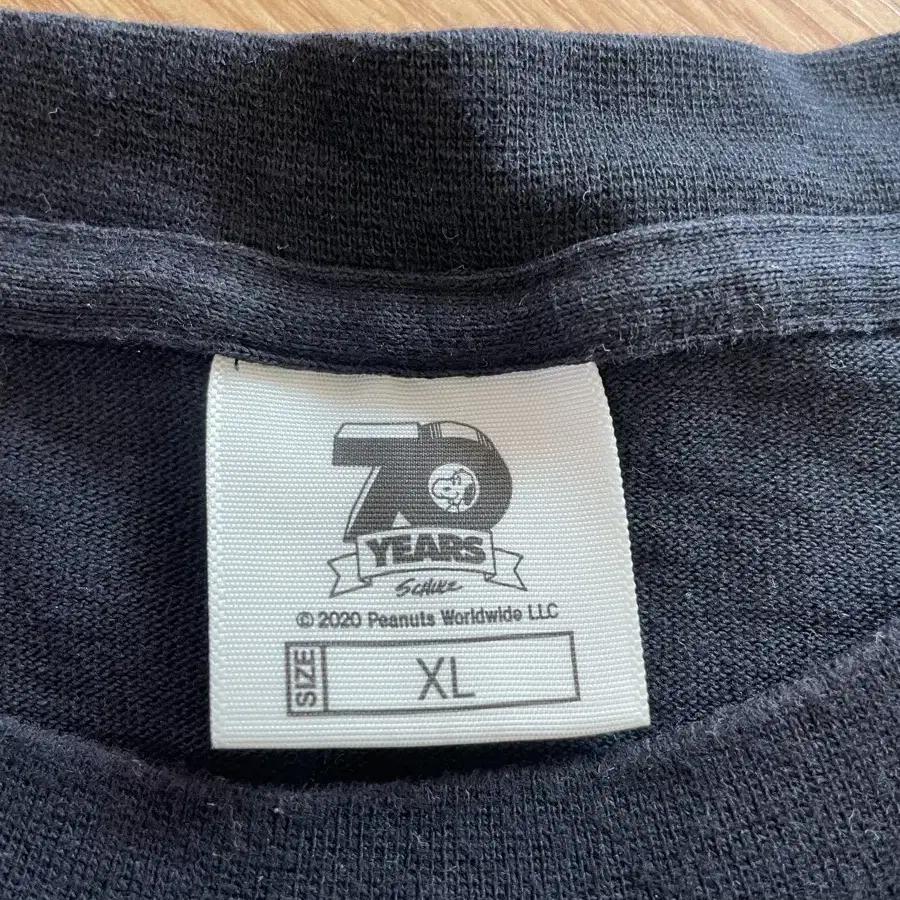 70
YEARS
SCHULZ
© 2020 Peanuts Worldwide LLC
SIZE
XL